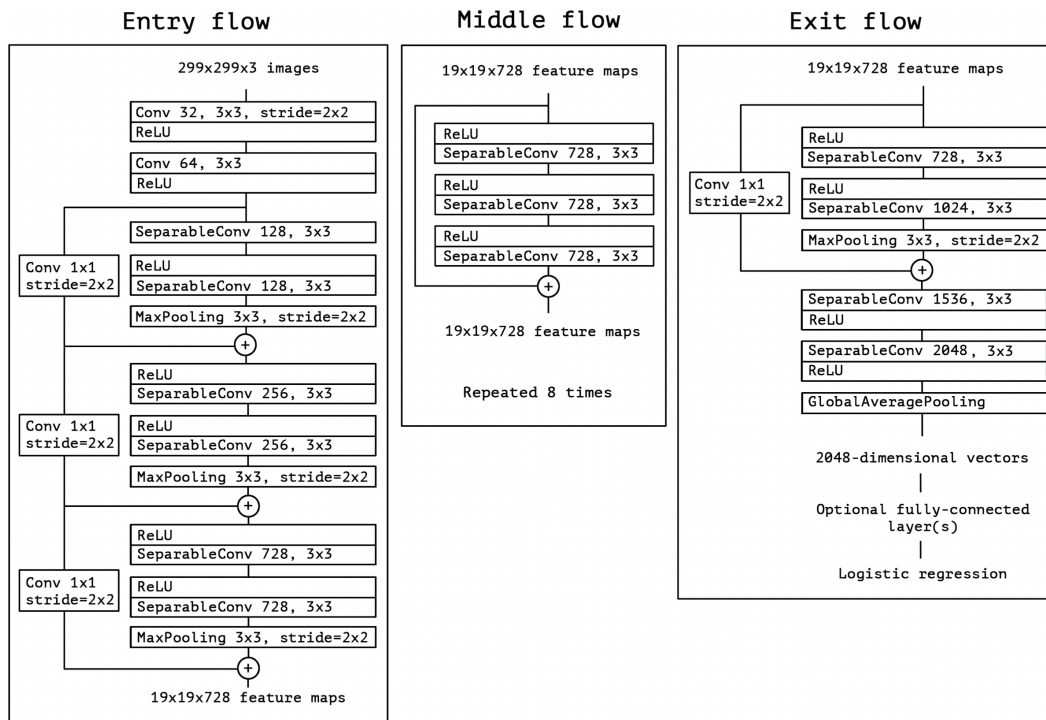 Entry flow
299x299x3 images
Conv 32, 3x3, stride=2x2
ReLU
Conv 64, 3x3
ReLU
SeparableConv 128, 3x3
Conv 1x1
stride=2x2
ReLU
SeparableConv 128, 3x3
MaxPooling 3x3, stride=2x2
+
ReLU
SeparableConv 256, 3x3
Conv 1x1
stride=2x2
ReLU
SeparableConv 256, 3x3
MaxPooling 3x3, stride=2x2
+
ReLU
SeparableConv 728, 3x3
Conv 1x1
stride=2x2
ReLU
SeparableConv 728, 3x3
MaxPooling 3x3, stride=2x2
+
19x19x728 feature maps
Middle flow
19x19x728 feature maps
ReLU
SeparableConv 728, 3x3
ReLU
SeparableConv 728, 3x3
ReLU
SeparableConv 728, 3x3
+
19x19x728 feature maps
Repeated 8 times
Exit flow
19x19x728 feature maps
ReLU
SeparableConv 728, 3x3
Conv 1x1
stride=2x2
ReLU
SeparableConv 1024, 3x3
MaxPooling 3x3, stride=2x2
+
SeparableConv 1536, 3x3
ReLU
SeparableConv 2048, 3x3
ReLU
GlobalAveragePooling
2048-dimensional vectors
Optional fully-connected
layer(s)
Logistic regression